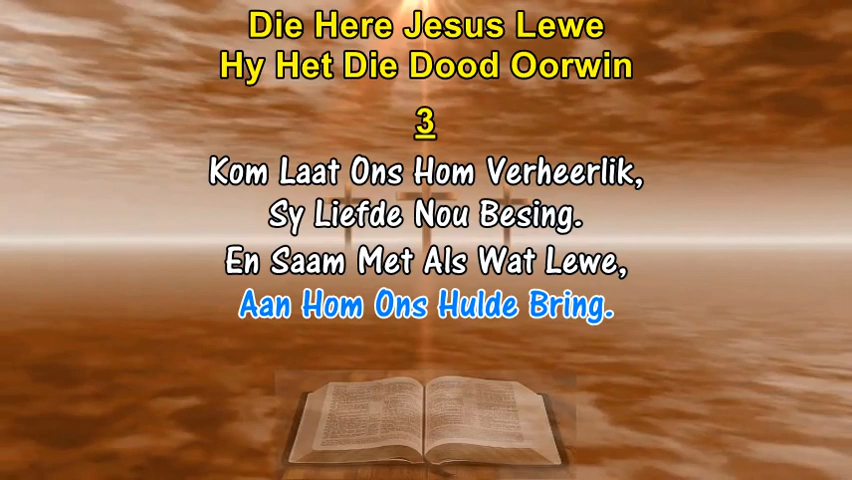 Die Here Jesus Lewe
Hy Het Die Dood Oorwin
3
Kom Laat Ons Hom Verheerlik,
Sy Liefde Nou Besing.
En Saam Met Als Wat Lewe,
Aan Hom Ons Hulde Bring.